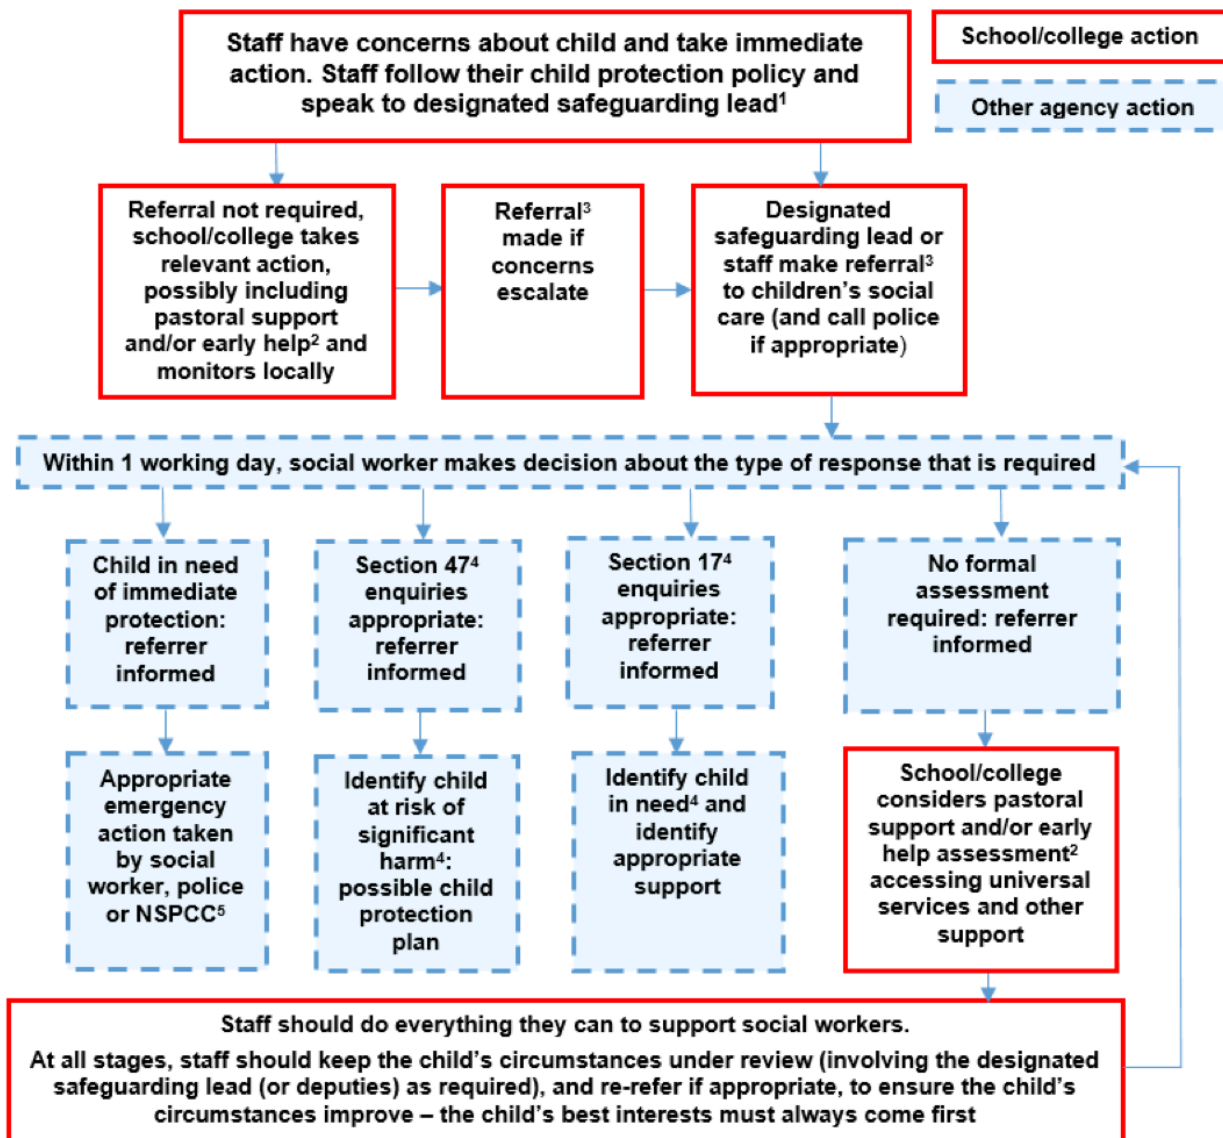 Staff have concerns about child and take immediate
action. Staff follow their child protection policy and
speak to designated safeguarding lead¹
School/college action
Other agency action
Referral not required,
school/college takes
relevant action,
possibly including
pastoral support
and/or early help² and
monitors locally
Referral³
made if
concerns
escalate
Designated
safeguarding lead or
staff make referral³
to children’s social
care (and call police
if appropriate)
Within 1 working day, social worker makes decision about the type of response that is required
Child in need
of immediate
protection:
referrer
informed
Section 47⁴
enquiries
appropriate:
referrer
informed
Section 17⁴
enquiries
appropriate:
referrer
informed
No formal
assessment
required: referrer
informed
Appropriate
emergency
action taken
by social
worker, police
or NSPCC⁵
Identify child
at risk of
significant
harm⁴:
possible child
protection
plan
Identify child
in need⁴ and
identify
appropriate
support
School/college
considers pastoral
support and/or early
help assessment²
accessing universal
services and other
support
Staff should do everything they can to support social workers.
At all stages, staff should keep the child’s circumstances under review (involving the designated
safeguarding lead (or deputies) as required), and re-refer if appropriate, to ensure the child’s
circumstances improve – the child’s best interests must always come first